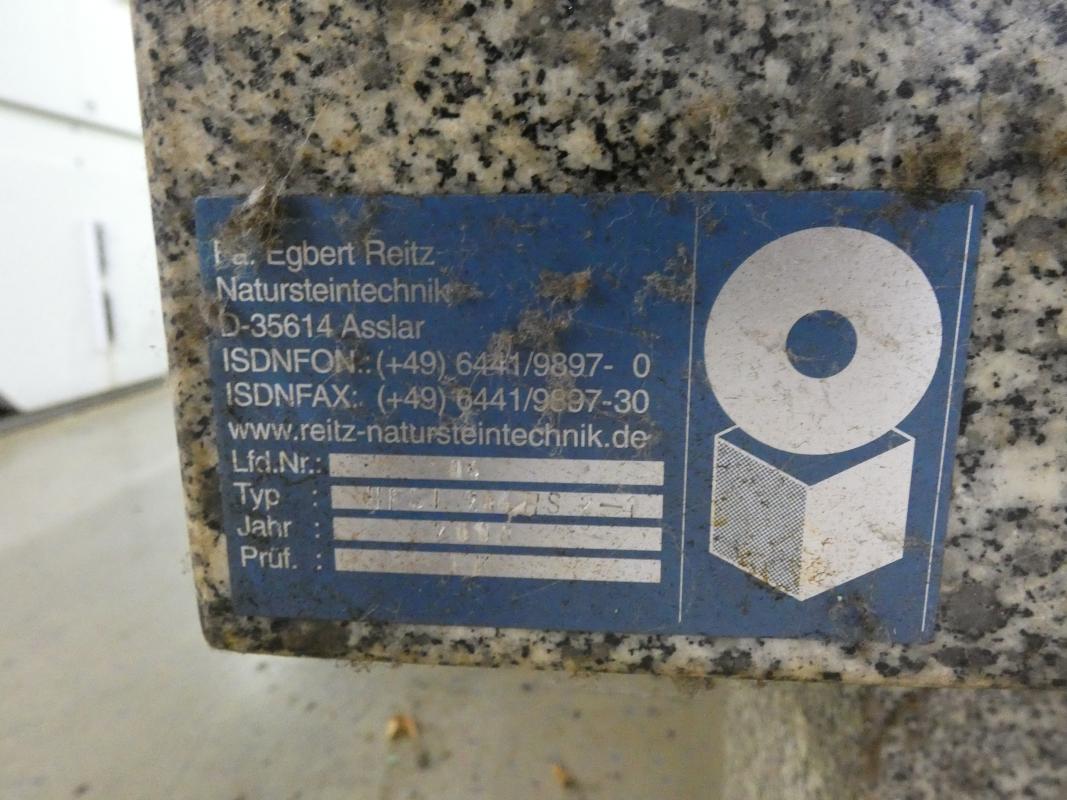 Fa. Egbert Reitz
Natursteintechnik
D-35614 Asslar
ISDNFON.: (+49) 6441/9897- 0
ISDNFAX: (+49) 6441/9897-30
www.reitz-natursteintechnik.de
Lfd.Nr.:
Typ :
Jahr :
Prüf. :